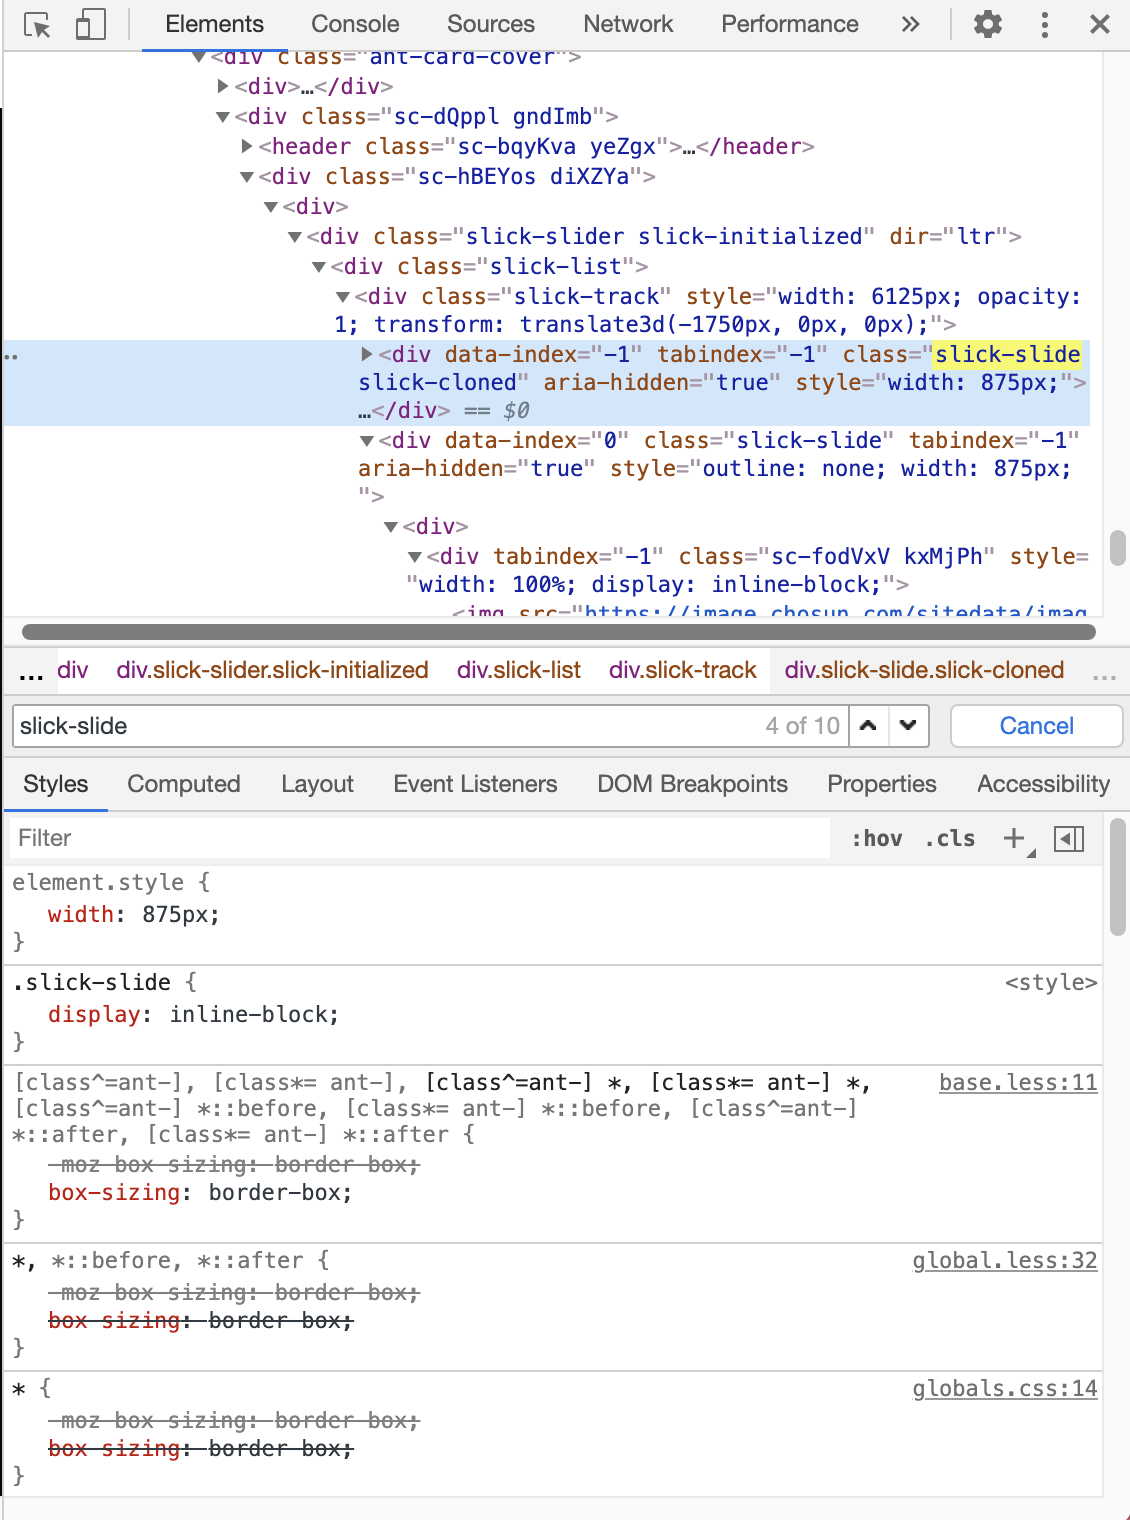 Elements Console Sources Network Performance »
<div class="ant-card-cover">
<div>…</div>
<div class="sc-dQppl gndImb">
<header class="sc-bqyKva yeZgx">…</header>
<div class="sc-hBEYos diXZYa">
<div>
<div class="slick-slider slick-initialized" dir="ltr">
<div class="slick-list">
<div class="slick-track" style="width: 6125px; opacity:
1; transform: translate3d(-1750px, 0px, 0px);">
<div data-index="-1" tabindex="-1" class="slick-slide
slick-cloned" aria-hidden="true" style="width: 875px;">
…</div> == $0
<div data-index="0" class="slick-slide" tabindex="-1"
aria-hidden="true" style="outline: none; width: 875px;
">
<div>
<div tabindex="-1" class="sc-fodVxV kxMjPh" style=
"width: 100%; display: inline-block;">
<img src="https://image.chosun.com/sitedata/imag
... div div.slick-slider.slick-initialized div.slick-list div.slick-track div.slick-slide.slick-cloned ...
slick-slide 4 of 10 Cancel
Styles Computed Layout Event Listeners DOM Breakpoints Properties Accessibility
Filter :hov .cls +
element.style {
width: 875px;
}
.slick-slide { <style>
display: inline-block;
}
[class^=ant-], [class*= ant-], [class^=ant-] *, [class*= ant-] *, base.less:11
[class^=ant-] *::before, [class*= ant-] *::before, [class^=ant-]
*::after, [class*= ant-] *::after {
-moz-box-sizing: border-box;
box-sizing: border-box;
}
*, *::before, *::after { global.less:32
-moz-box-sizing: border-box;
box-sizing: border-box;
}
* { globals.css:14
-moz-box-sizing: border-box;
box-sizing: border-box;
}